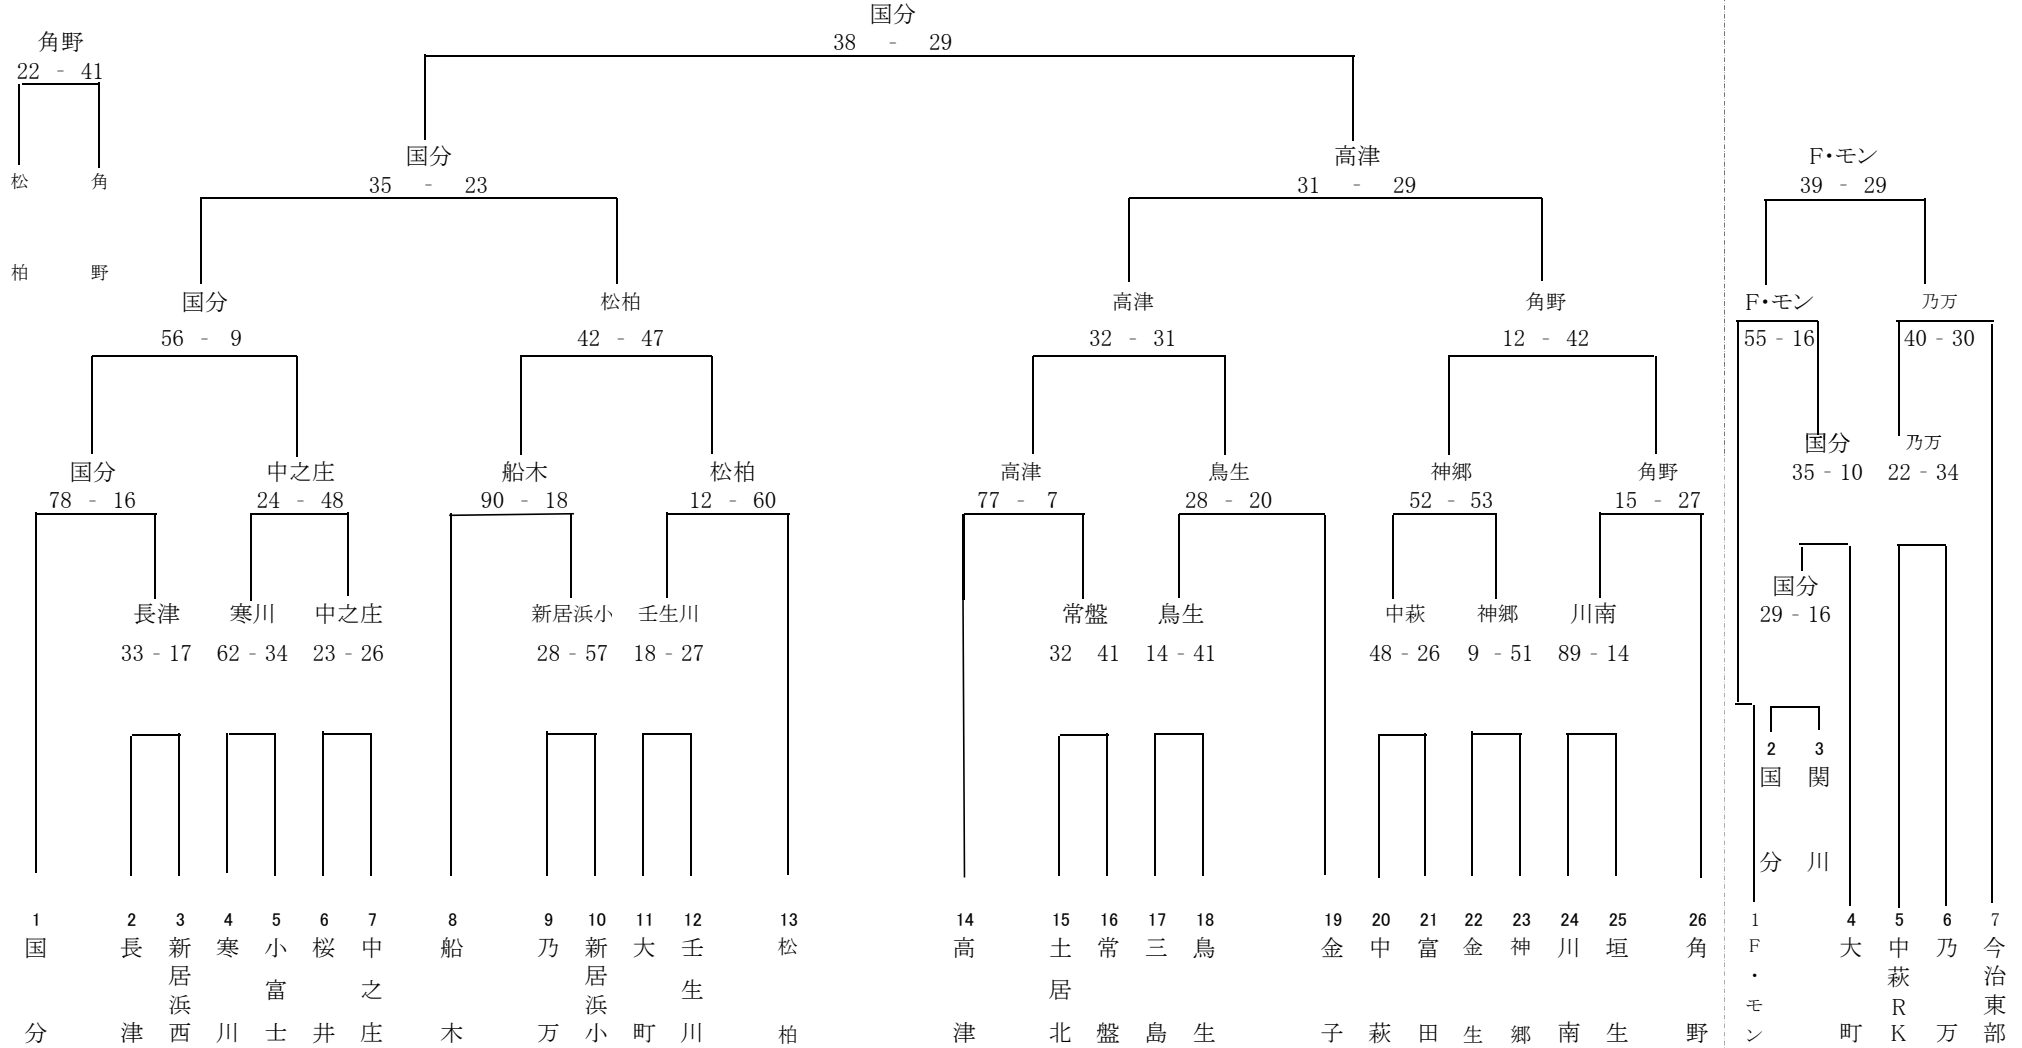 国分
38 - 29
角野
22 - 41
松柏
角野
国分
35 - 23
高津
31 - 29
F・モン
39 - 29
国分
56 - 9
松柏
42 - 47
高津
32 - 31
角野
12 - 42
F・モン
55 - 16
乃万
40 - 30
国分
78 - 16
中之庄
24 - 48
船木
90 - 18
松柏
12 - 60
高津
77 - 7
鳥生
28 - 20
神郷
52 - 53
角野
15 - 27
国分
35 - 10
乃万
22 - 34
長津
33 - 17
寒川
62 - 34
中之庄
23 - 26
新居浜小
28 - 57
壬生川
18 - 27
常盤
32 41
鳥生
14 - 41
中萩
48 - 26
神郷
9 - 51
川南
89 - 14
国分
29 - 16
2 国分
3 関川
1 国分
2 長津
3 新居浜西
4 寒川
5 小富士
6 桜井
7 中之庄
8 船木
9 乃万
10 新居浜小
11 大町
12 壬生川
13 松柏
14 高津
15 土居北
16 常盤
17 三島
18 鳥生
19 金子
20 中萩
21 富田
22 金生
23 神郷
24 川南
25 垣生
26 角野
1 F・モン
4 大町
5 中萩RK
6 乃万
7 今治東部